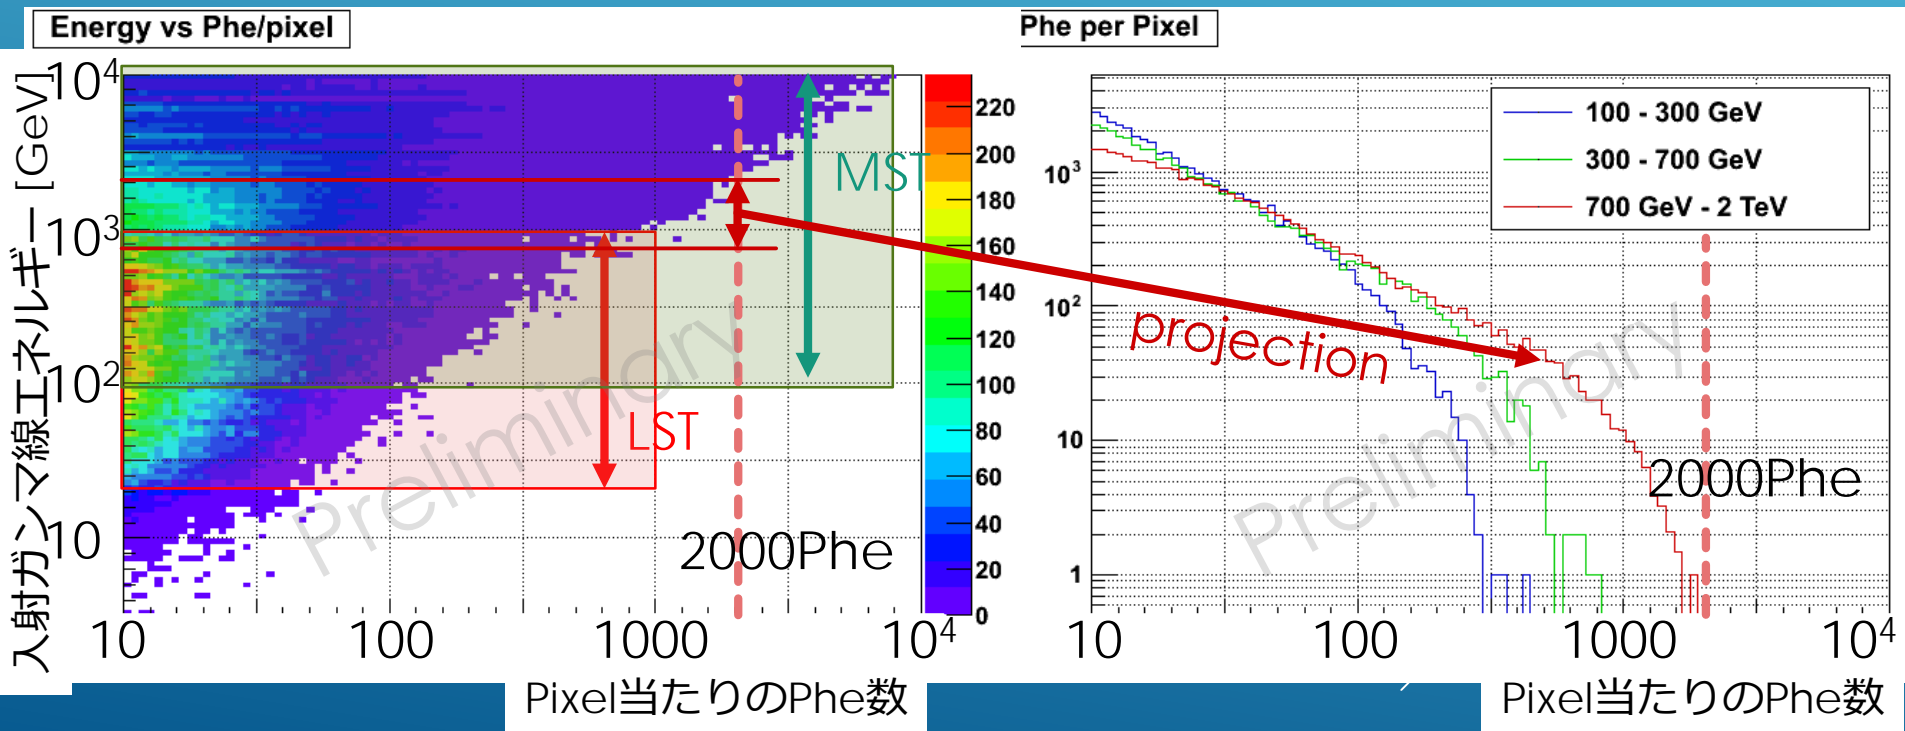 Energy vs Phe/pixel
入射ガンマ線エネルギー [GeV]
10⁴
10³
10²
10
10
100
1000
10⁴
MST
LST
2000Phe
Preliminary
220
200
180
160
140
120
100
80
60
40
20
0
Pixel当たりのPhe数
Phe per Pixel
100 - 300 GeV
300 - 700 GeV
700 GeV - 2 TeV
10³
10²
10
1
projection
2000Phe
Preliminary
10
100
1000
10⁴
Pixel当たりのPhe数